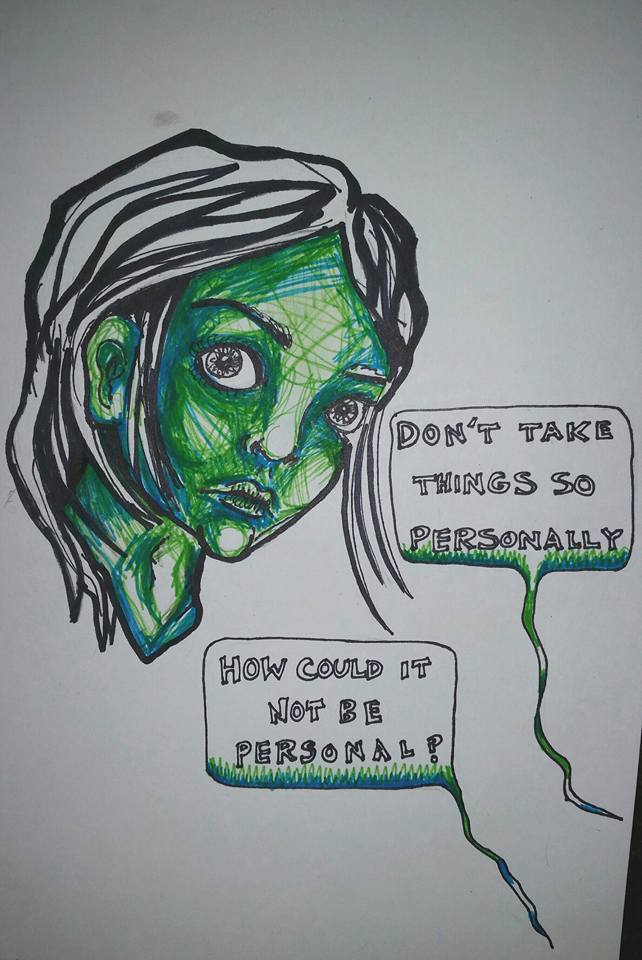 DON'T TAKE
THINGS SO
PERSONALLY
HOW COULD IT
NOT BE
PERSONAL?